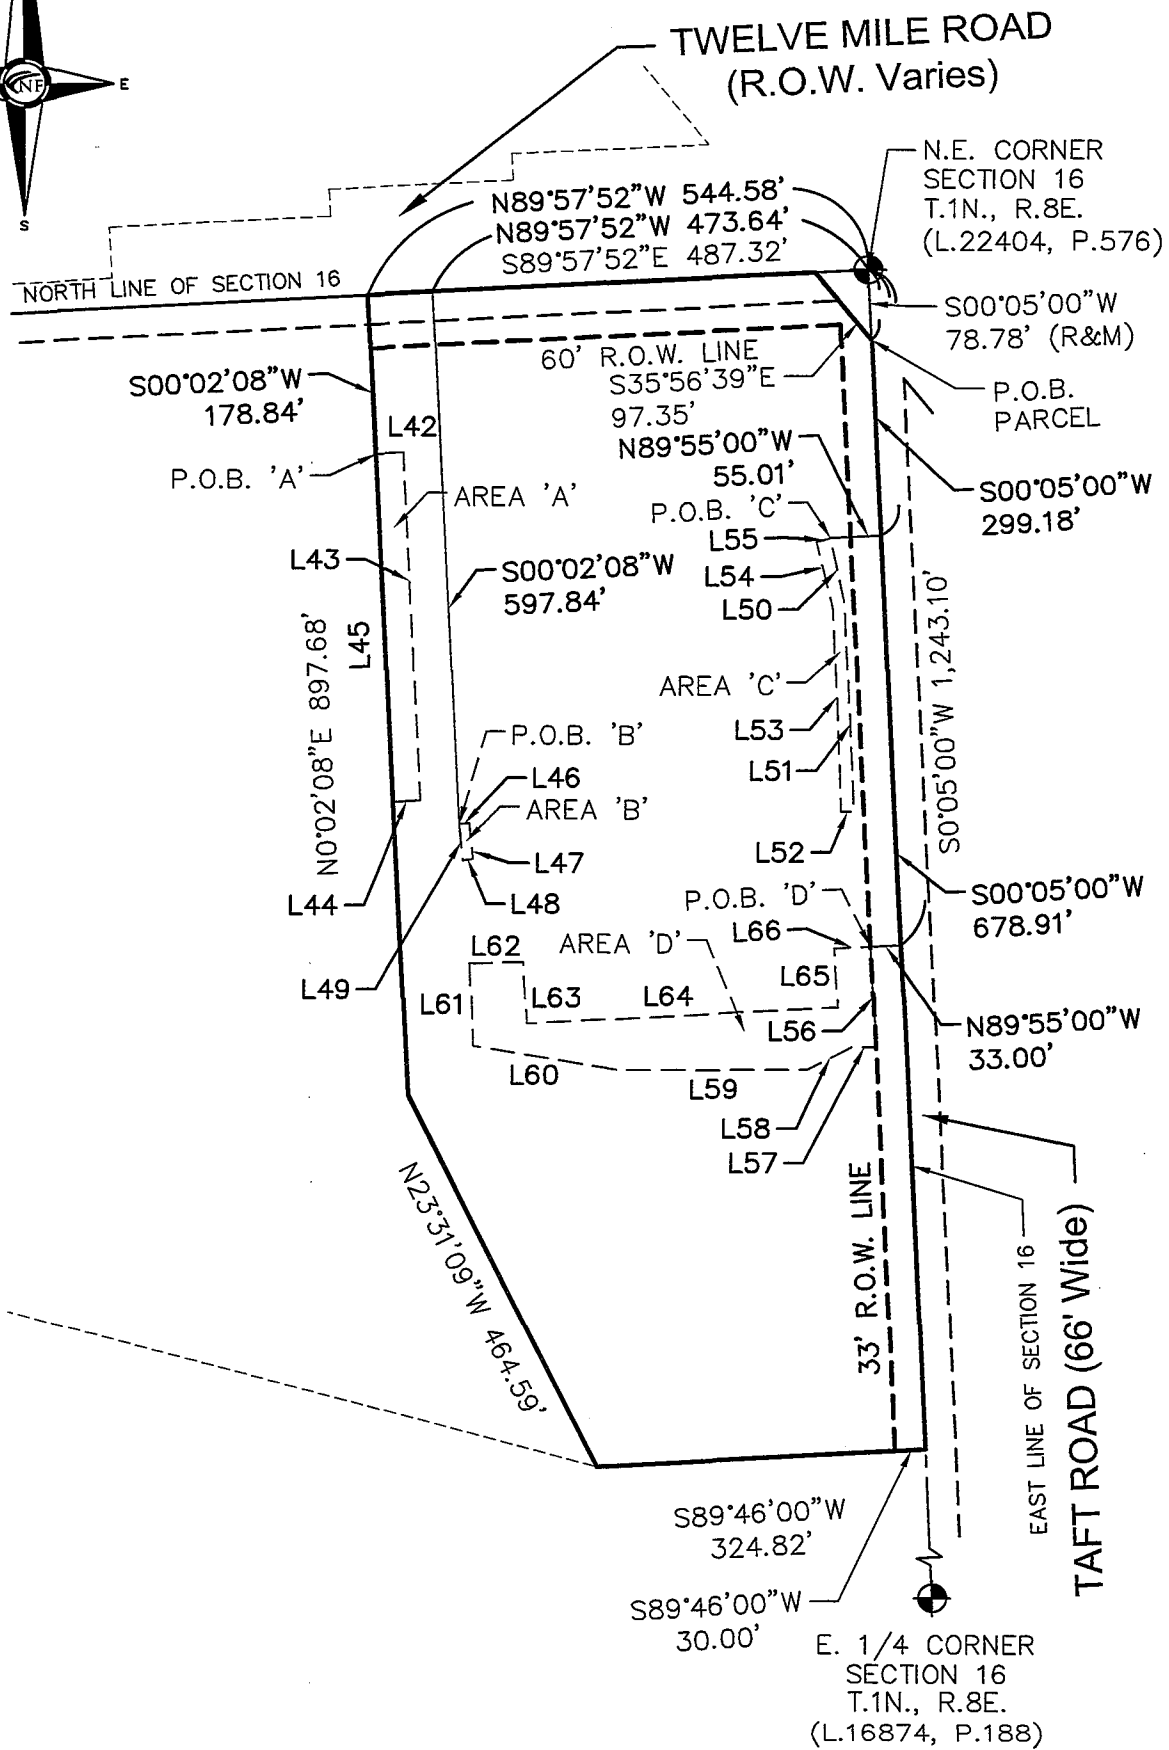 TWELVE MILE ROAD
(R.O.W. Varies)
NF
E
S
N.E. CORNER
SECTION 16
T.1N., R.8E.
(L.22404, P.576)
N89°57'52"W 544.58'
N89°57'52"W 473.64'
S89°57'52"E 487.32'
NORTH LINE OF SECTION 16
S00°05'00"W
78.78' (R&M)
60' R.O.W. LINE
S35°56'39"E
97.35'
P.O.B.
PARCEL
S00°02'08"W
178.84'
L42
N89°55'00"W
55.01'
P.O.B. 'A'
AREA 'A'
S00°05'00"W
299.18'
P.O.B. 'C'
L55
L54
L50
L43
S00°02'08"W
597.84'
N0°02'08"E 897.68'
L45
S0°05'00"W 1,243.10'
AREA 'C'
L53
L51
P.O.B. 'B'
L46
AREA 'B'
L52
L47
L48
L44
P.O.B. 'D'
S00°05'00"W
678.91'
L66
AREA 'D'
L62
L49
L61
L63
L64
L65
L56
N89°55'00"W
33.00'
L60
L59
L58
L57
N23°31'09"W 464.59'
33' R.O.W. LINE
EAST LINE OF SECTION 16
TAFT ROAD (66' Wide)
S89°46'00"W
324.82'
S89°46'00"W
30.00'
E. 1/4 CORNER
SECTION 16
T.1N., R.8E.
(L.16874, P.188)